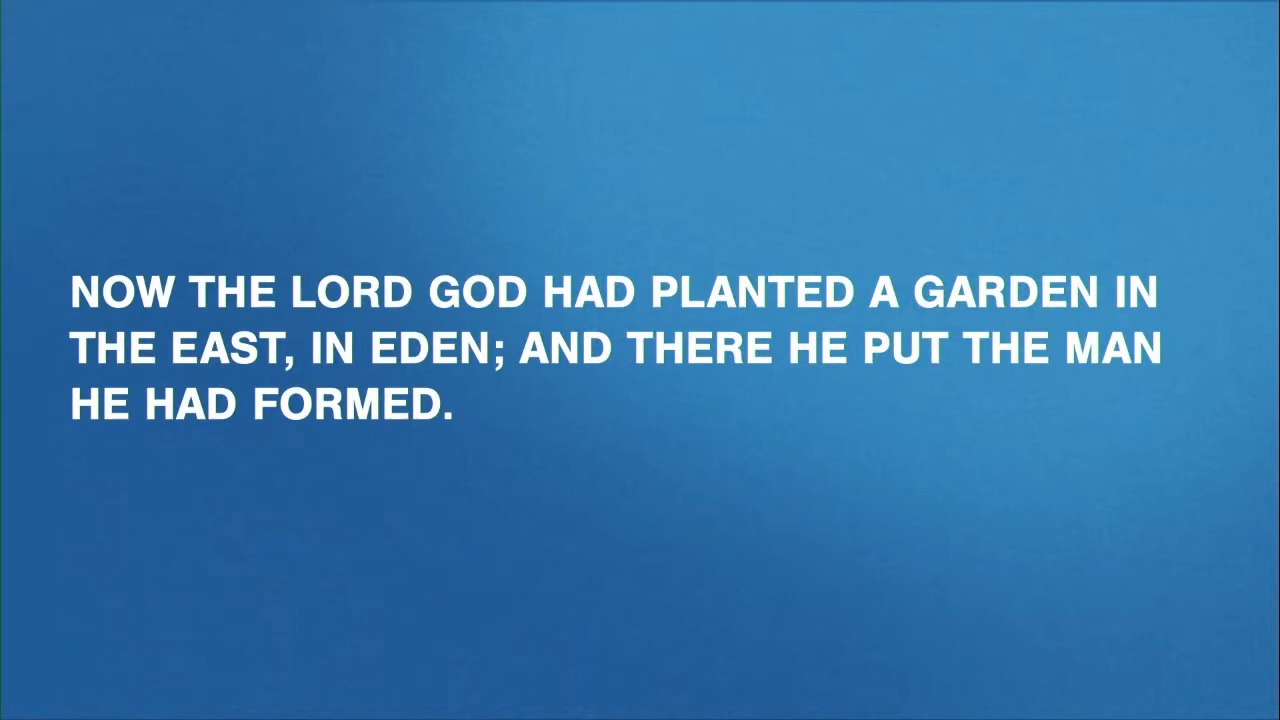 NOW THE LORD GOD HAD PLANTED A GARDEN IN
THE EAST, IN EDEN; AND THERE HE PUT THE MAN
HE HAD FORMED.